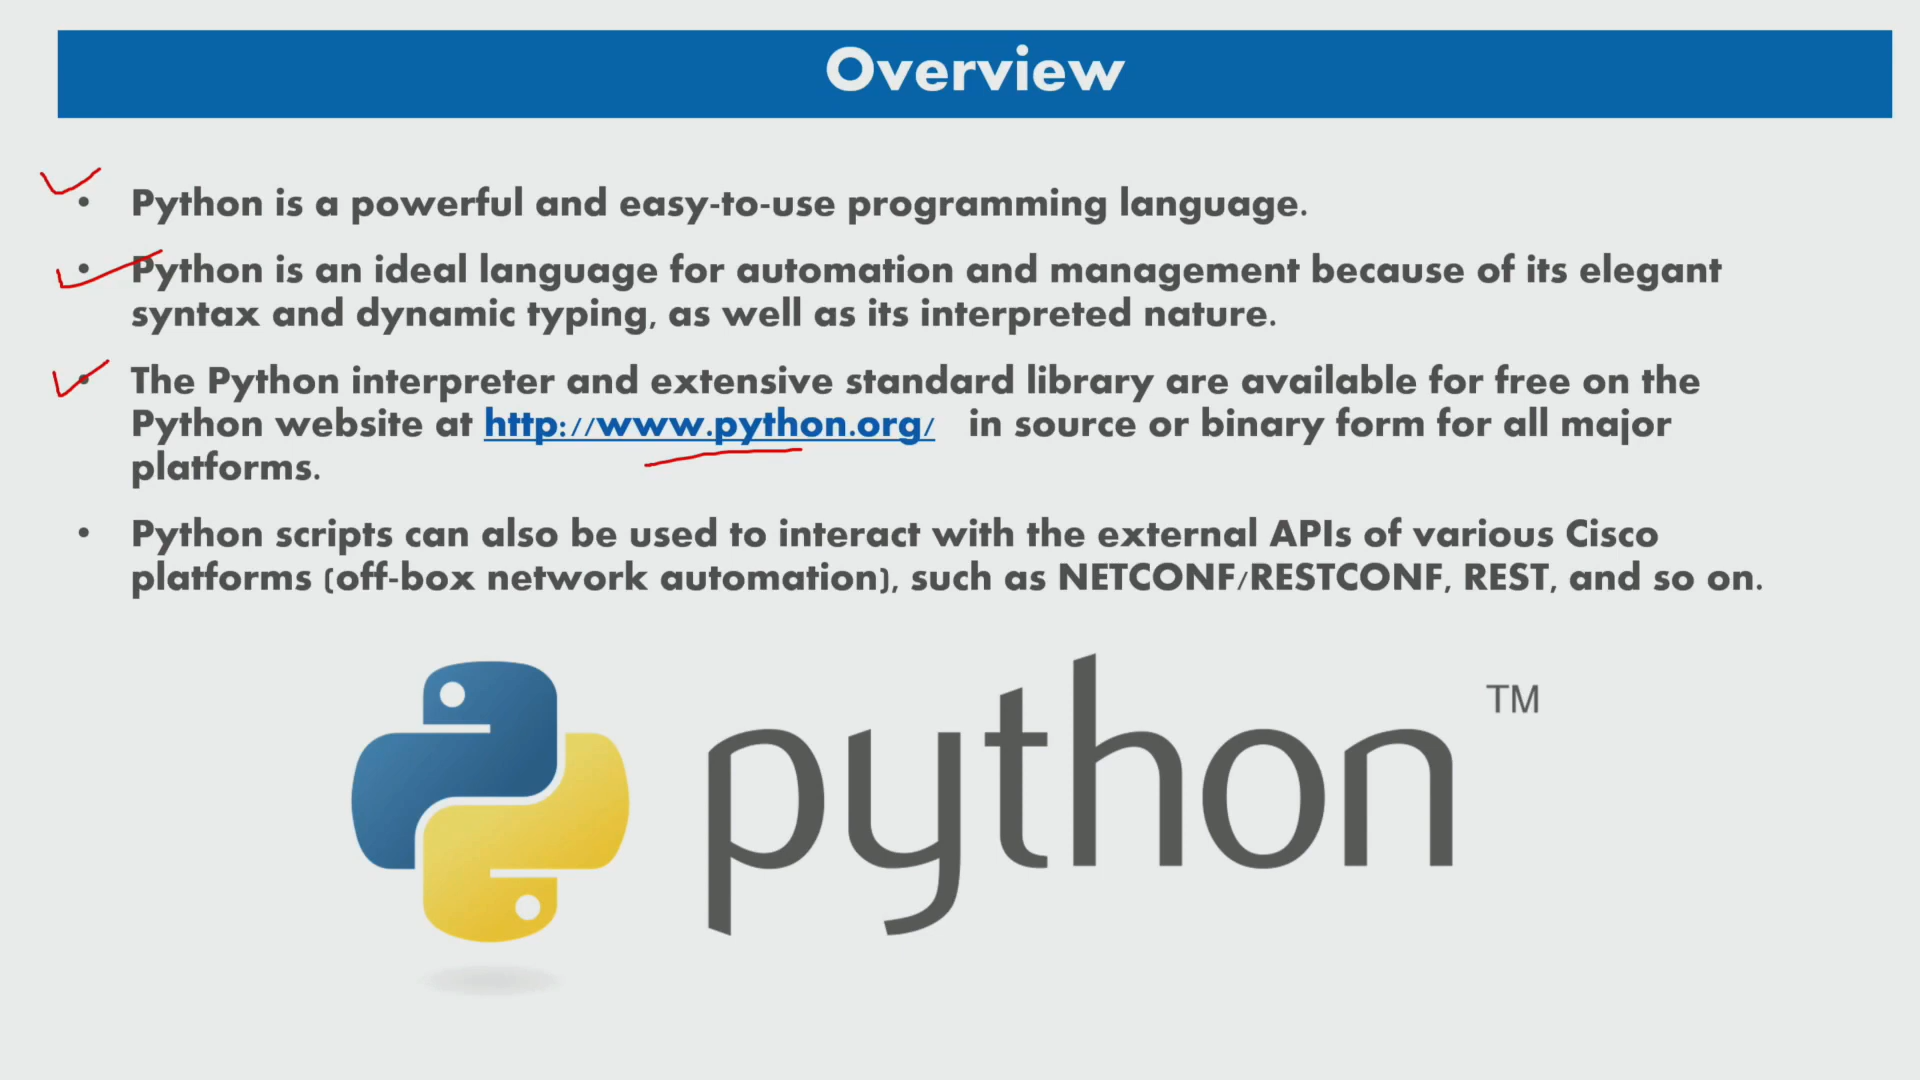 Overview
• Python is a powerful and easy-to-use programming language.
• Python is an ideal language for automation and management because of its elegant
syntax and dynamic typing, as well as its interpreted nature.
• The Python interpreter and extensive standard library are available for free on the
Python website at http://www.python.org/ in source or binary form for all major
platforms.
• Python scripts can also be used to interact with the external APIs of various Cisco
platforms (off-box network automation), such as NETCONF/RESTCONF, REST, and so on.
python TM